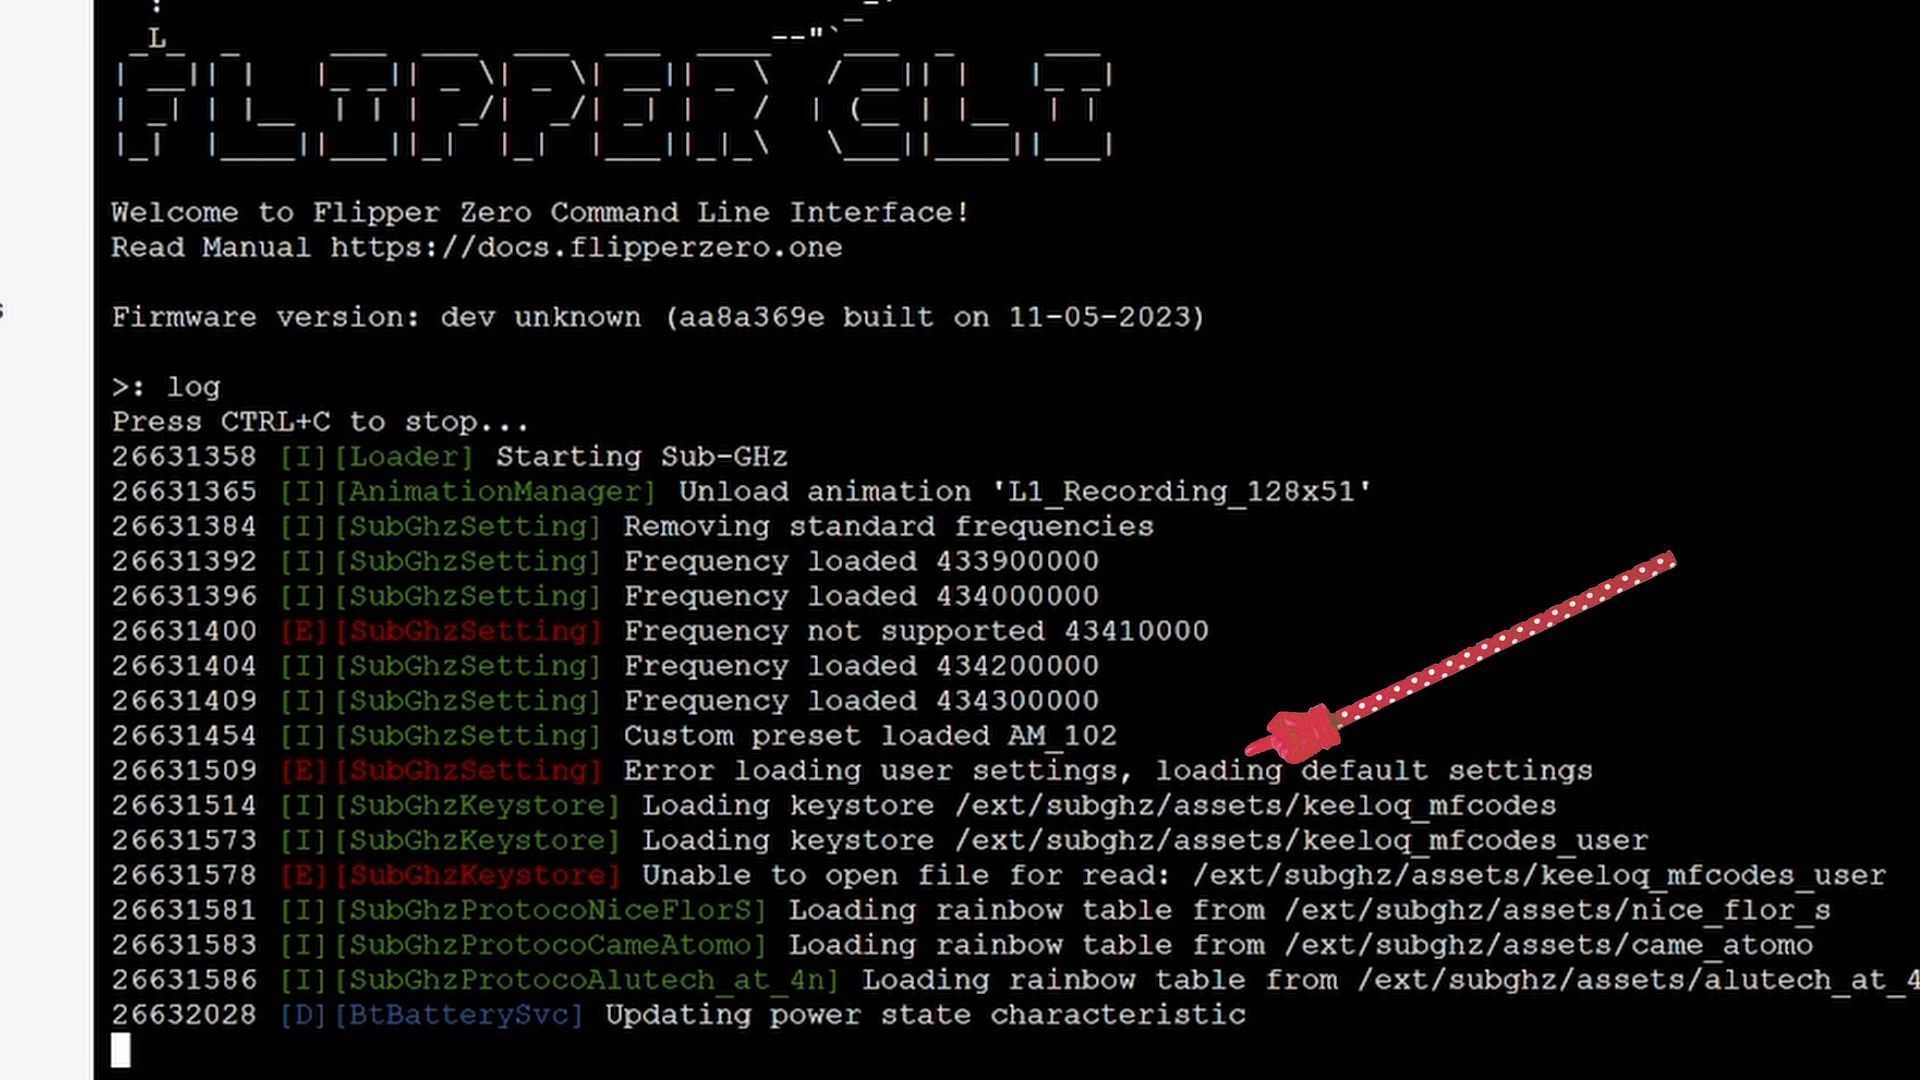 FLIPPER CLI
Welcome to Flipper Zero Command Line Interface!
Read Manual https://docs.flipperzero.one
Firmware version: dev unknown (aa8a369e built on 11-05-2023)
>: log
Press CTRL+C to stop...
26631358 [I][Loader] Starting Sub-GHz
26631365 [I][AnimationManager] Unload animation 'L1_Recording_128x51'
26631384 [I][SubGhzSetting] Removing standard frequencies
26631392 [I][SubGhzSetting] Frequency loaded 433900000
26631396 [I][SubGhzSetting] Frequency loaded 434000000
26631400 [E][SubGhzSetting] Frequency not supported 43410000
26631404 [I][SubGhzSetting] Frequency loaded 434200000
26631409 [I][SubGhzSetting] Frequency loaded 434300000
26631454 [I][SubGhzSetting] Custom preset loaded AM_102
26631509 [E][SubGhzSetting] Error loading user settings, loading default settings
26631514 [I][SubGhzKeystore] Loading keystore /ext/subghz/assets/keeloq_mfcodes
26631573 [I][SubGhzKeystore] Loading keystore /ext/subghz/assets/keeloq_mfcodes_user
26631578 [E][SubGhzKeystore] Unable to open file for read: /ext/subghz/assets/keeloq_mfcodes_user
26631581 [I][SubGhzProtocoNiceFlorS] Loading rainbow table from /ext/subghz/assets/nice_flor_s
26631583 [I][SubGhzProtocoCameAtomo] Loading rainbow table from /ext/subghz/assets/came_atomo
26631586 [I][SubGhzProtocoAlutech_at_4n] Loading rainbow table from /ext/subghz/assets/alutech_at_4
26632028 [D][BtBatterySvc] Updating power state characteristic